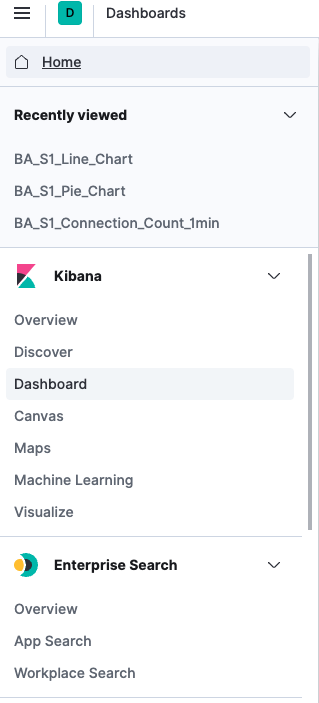 D Dashboards
Home
Recently viewed
BA_S1_Line_Chart
BA_S1_Pie_Chart
BA_S1_Connection_Count_1min
Kibana
Overview
Discover
Dashboard
Canvas
Maps
Machine Learning
Visualize
Enterprise Search
Overview
App Search
Workplace Search